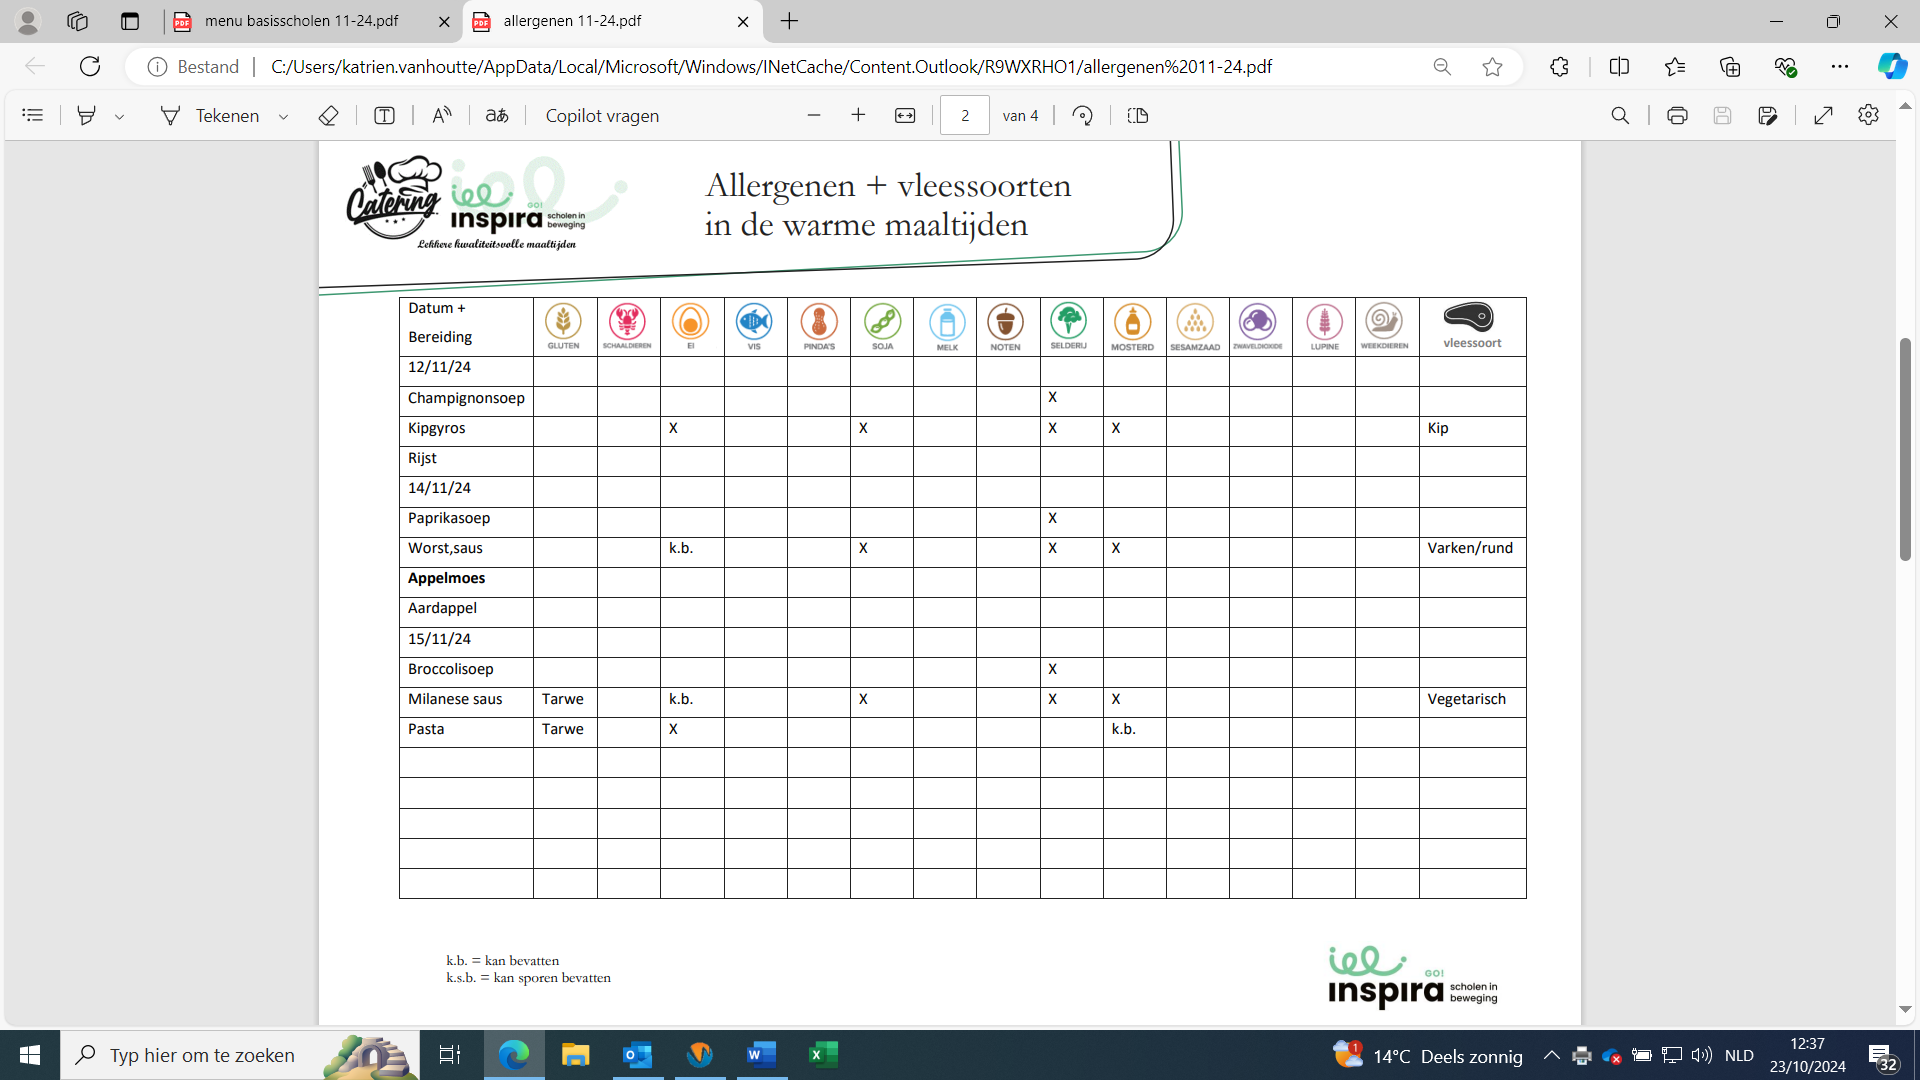 menu basisscholen 11-24.pdf
allergenen 11-24.pdf
Bestand
C:/Users/katrien.vanhoutte/AppData/Local/Microsoft/Windows/INetCache/Content.Outlook/R9WXRHO1/allergenen%2011-24.pdf
Tekenen
Copilot vragen
2 van 4
Catering
Lekkere kwaliteitsvolle maaltijden
GO!
inspira scholen in beweging
Allergenen + vleessoorten
in de warme maaltijden
Datum + Bereiding GLUTEN SCHAALDIEREN EI VIS PINDA'S SOJA MELK NOTEN SELDERIJ MOSTERD SESAMZAAD ZWAVELDIOXIDE LUPINE WEEKDIEREN vleessoort
12/11/24
Champignonsoep X
Kipgyros X X X X Kip
Rijst
14/11/24
Paprikasoep X
Worst,saus k.b. X X X Varken/rund
Appelmoes
Aardappel
15/11/24
Broccolisoep X
Milanese saus Tarwe k.b. X X X Vegetarisch
Pasta Tarwe X k.b.
k.b. = kan bevatten
k.s.b. = kan sporen bevatten
GO!
inspira scholen in beweging
Typ hier om te zoeken
1
14°C Deels zonnig
NLD
12:37
23/10/2024
32